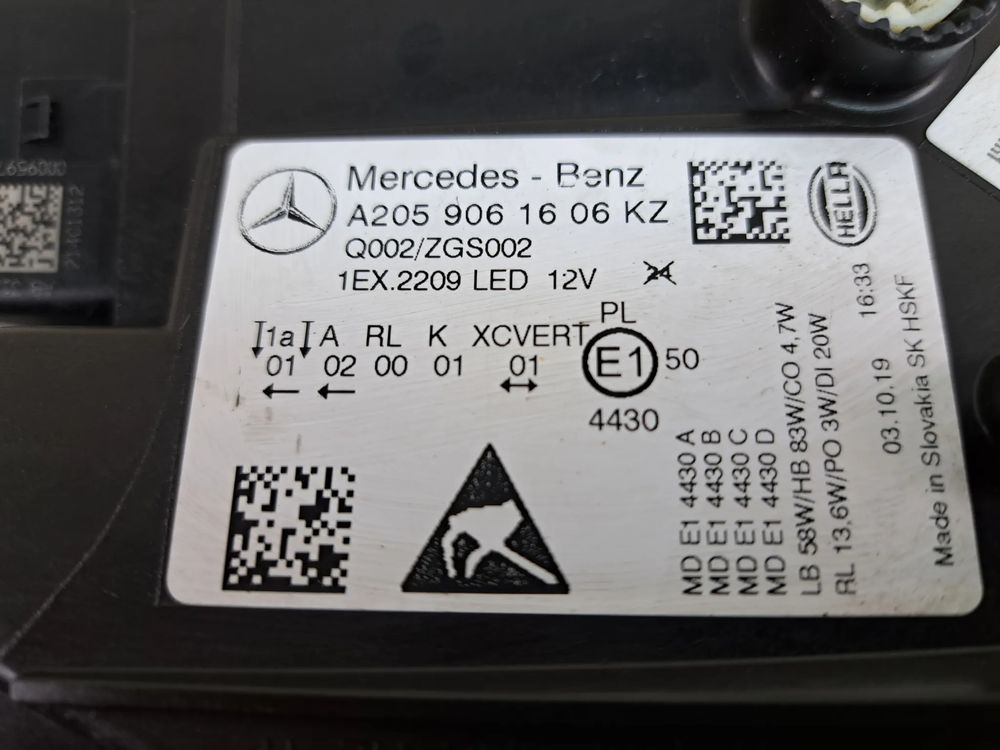 Mercedes - Benz
A205 906 16 06 KZ
Q002/ZGS002
1EX.2209 LED 12V 24
HELLA
1a A RL K XCVERT PL
01 02 00 01 01 E1 50
4430
MD E1 4430 A
MD E1 4430 B
MD E1 4430 C
MD E1 4430 D
LB 58W/HB 83W/CO 4,7W
RL 13,6W/PO 3W/DI 20W
03.10.19 16:33
Made in Slovakia SK HSKF